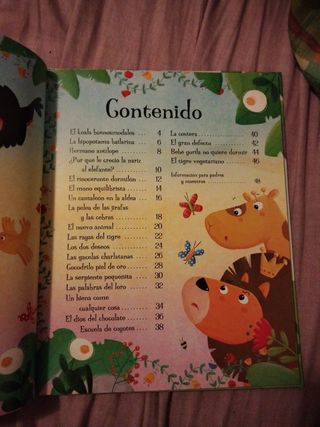 Contenido
El koala buenosmodales .... 4
La hipopótama bailarina .... 6
Hermano antílope .......... 8
¿Por qué le creció la nariz
al elefante? ............ 10
El rinoceronte dormilón .... 12
El mono equilibrista ....... 14
Un camaleón en la aldea ... 16
La pelea de las jirafas
y las cebras ............ 18
El nuevo animal .......... 20
Las rayas del tigre ........ 22
Los dos deseos ........... 24
Las gacelas charlatanas .... 26
Cocodrilo piel de oro ...... 28
La serpiente pequeñita ..... 30
Las palabras del loro ...... 32
Un hiena come
cualquier cosa .......... 34
El dios del chocolate ...... 36
Escuela de coyotes ...... 38
La cantora ............... 40
El gran defecto ........... 42
Bebé gorila no quiere dormir 44
El tigre vegetariano ....... 46
Información para padres
y maestros .............. 48